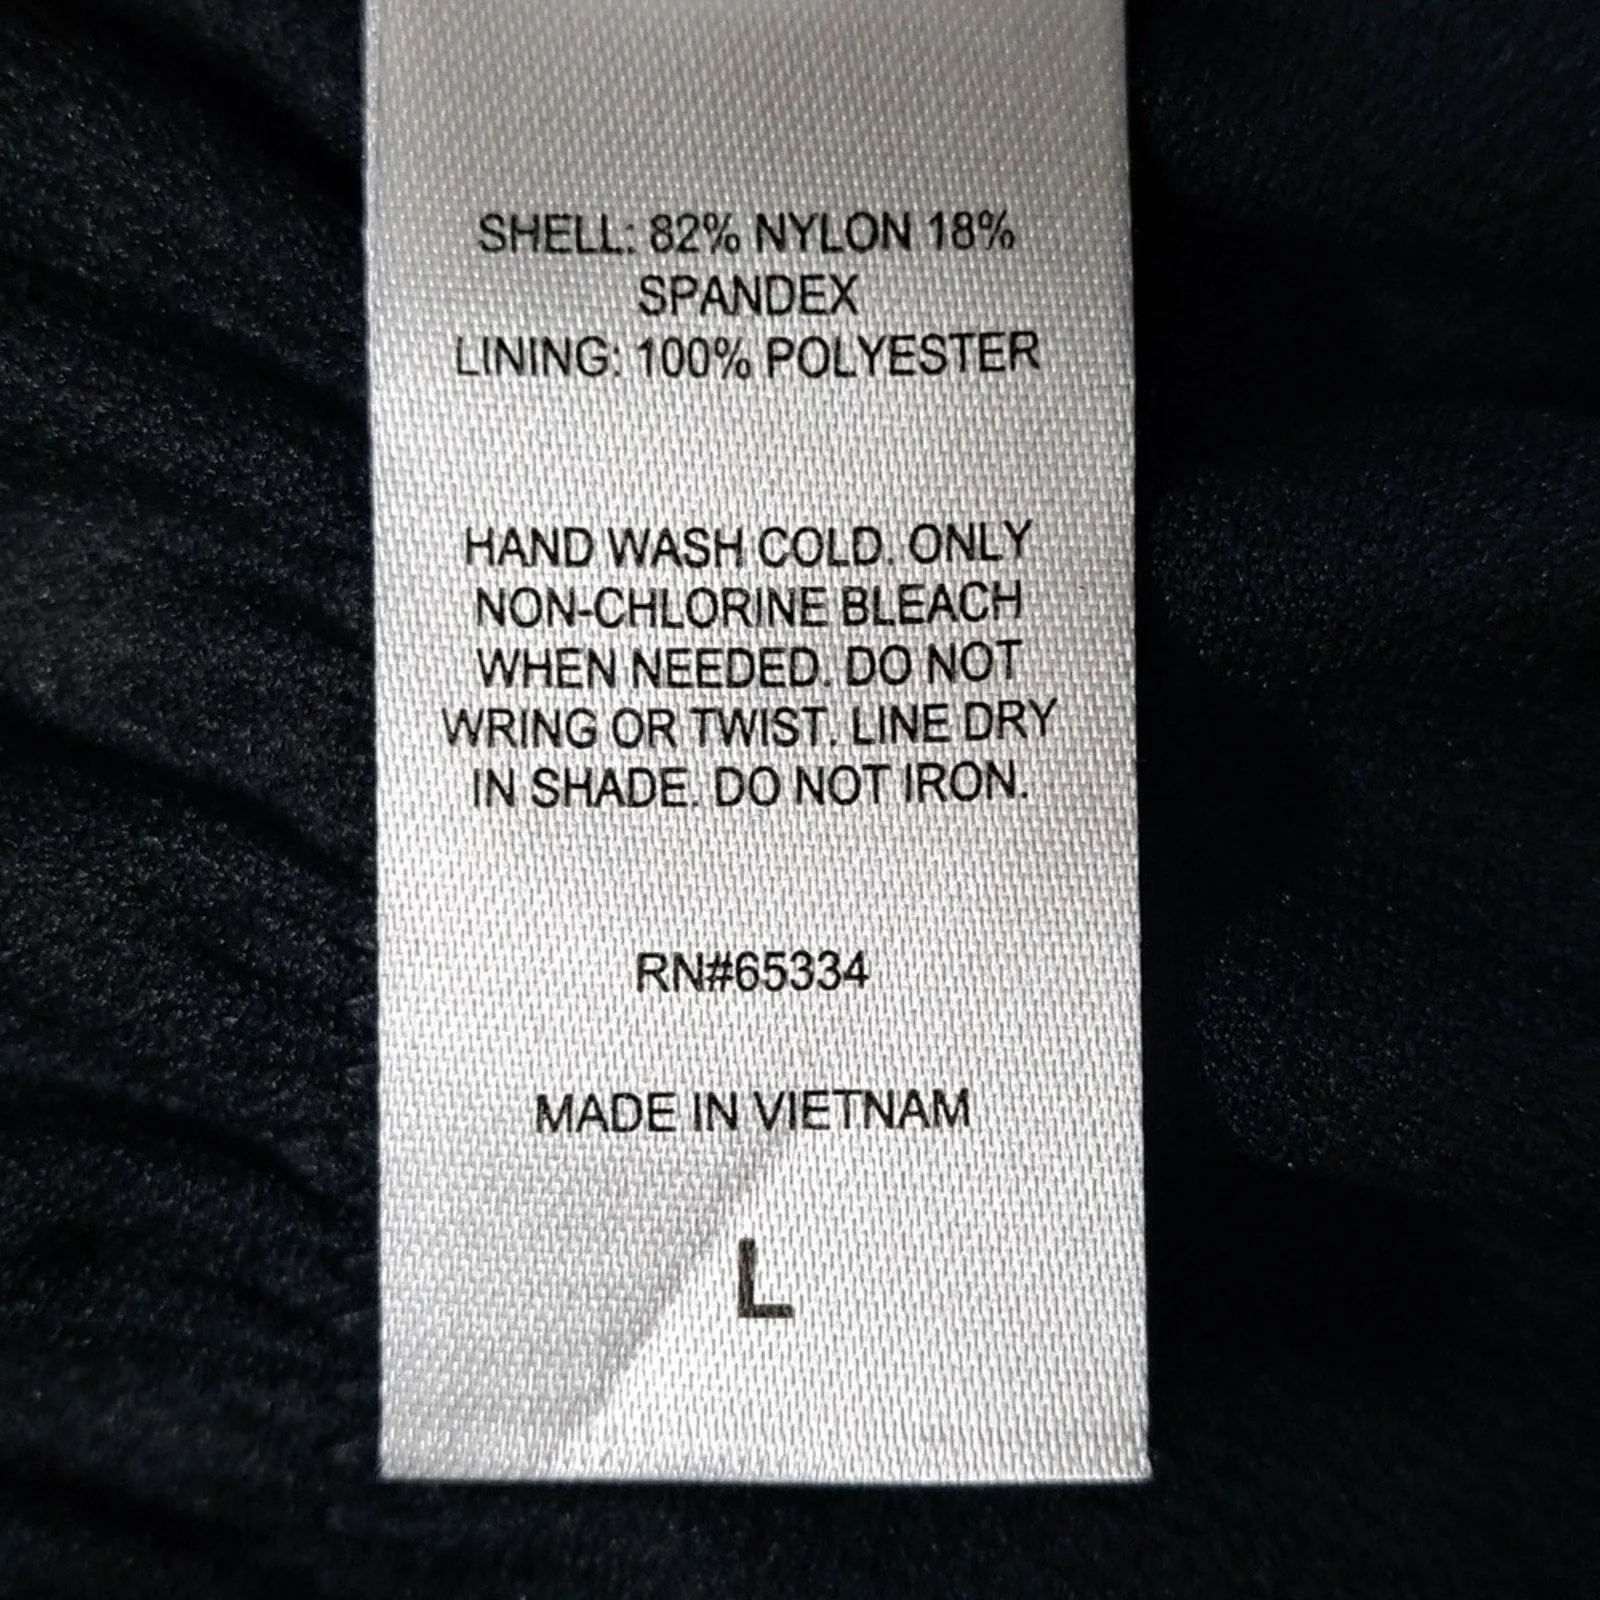 SHELL: 82% NYLON 18%
SPANDEX
LINING: 100% POLYESTER
HAND WASH COLD. ONLY
NON-CHLORINE BLEACH
WHEN NEEDED. DO NOT
WRING OR TWIST. LINE DRY
IN SHADE. DO NOT IRON.
RN#65334
MADE IN VIETNAM
L